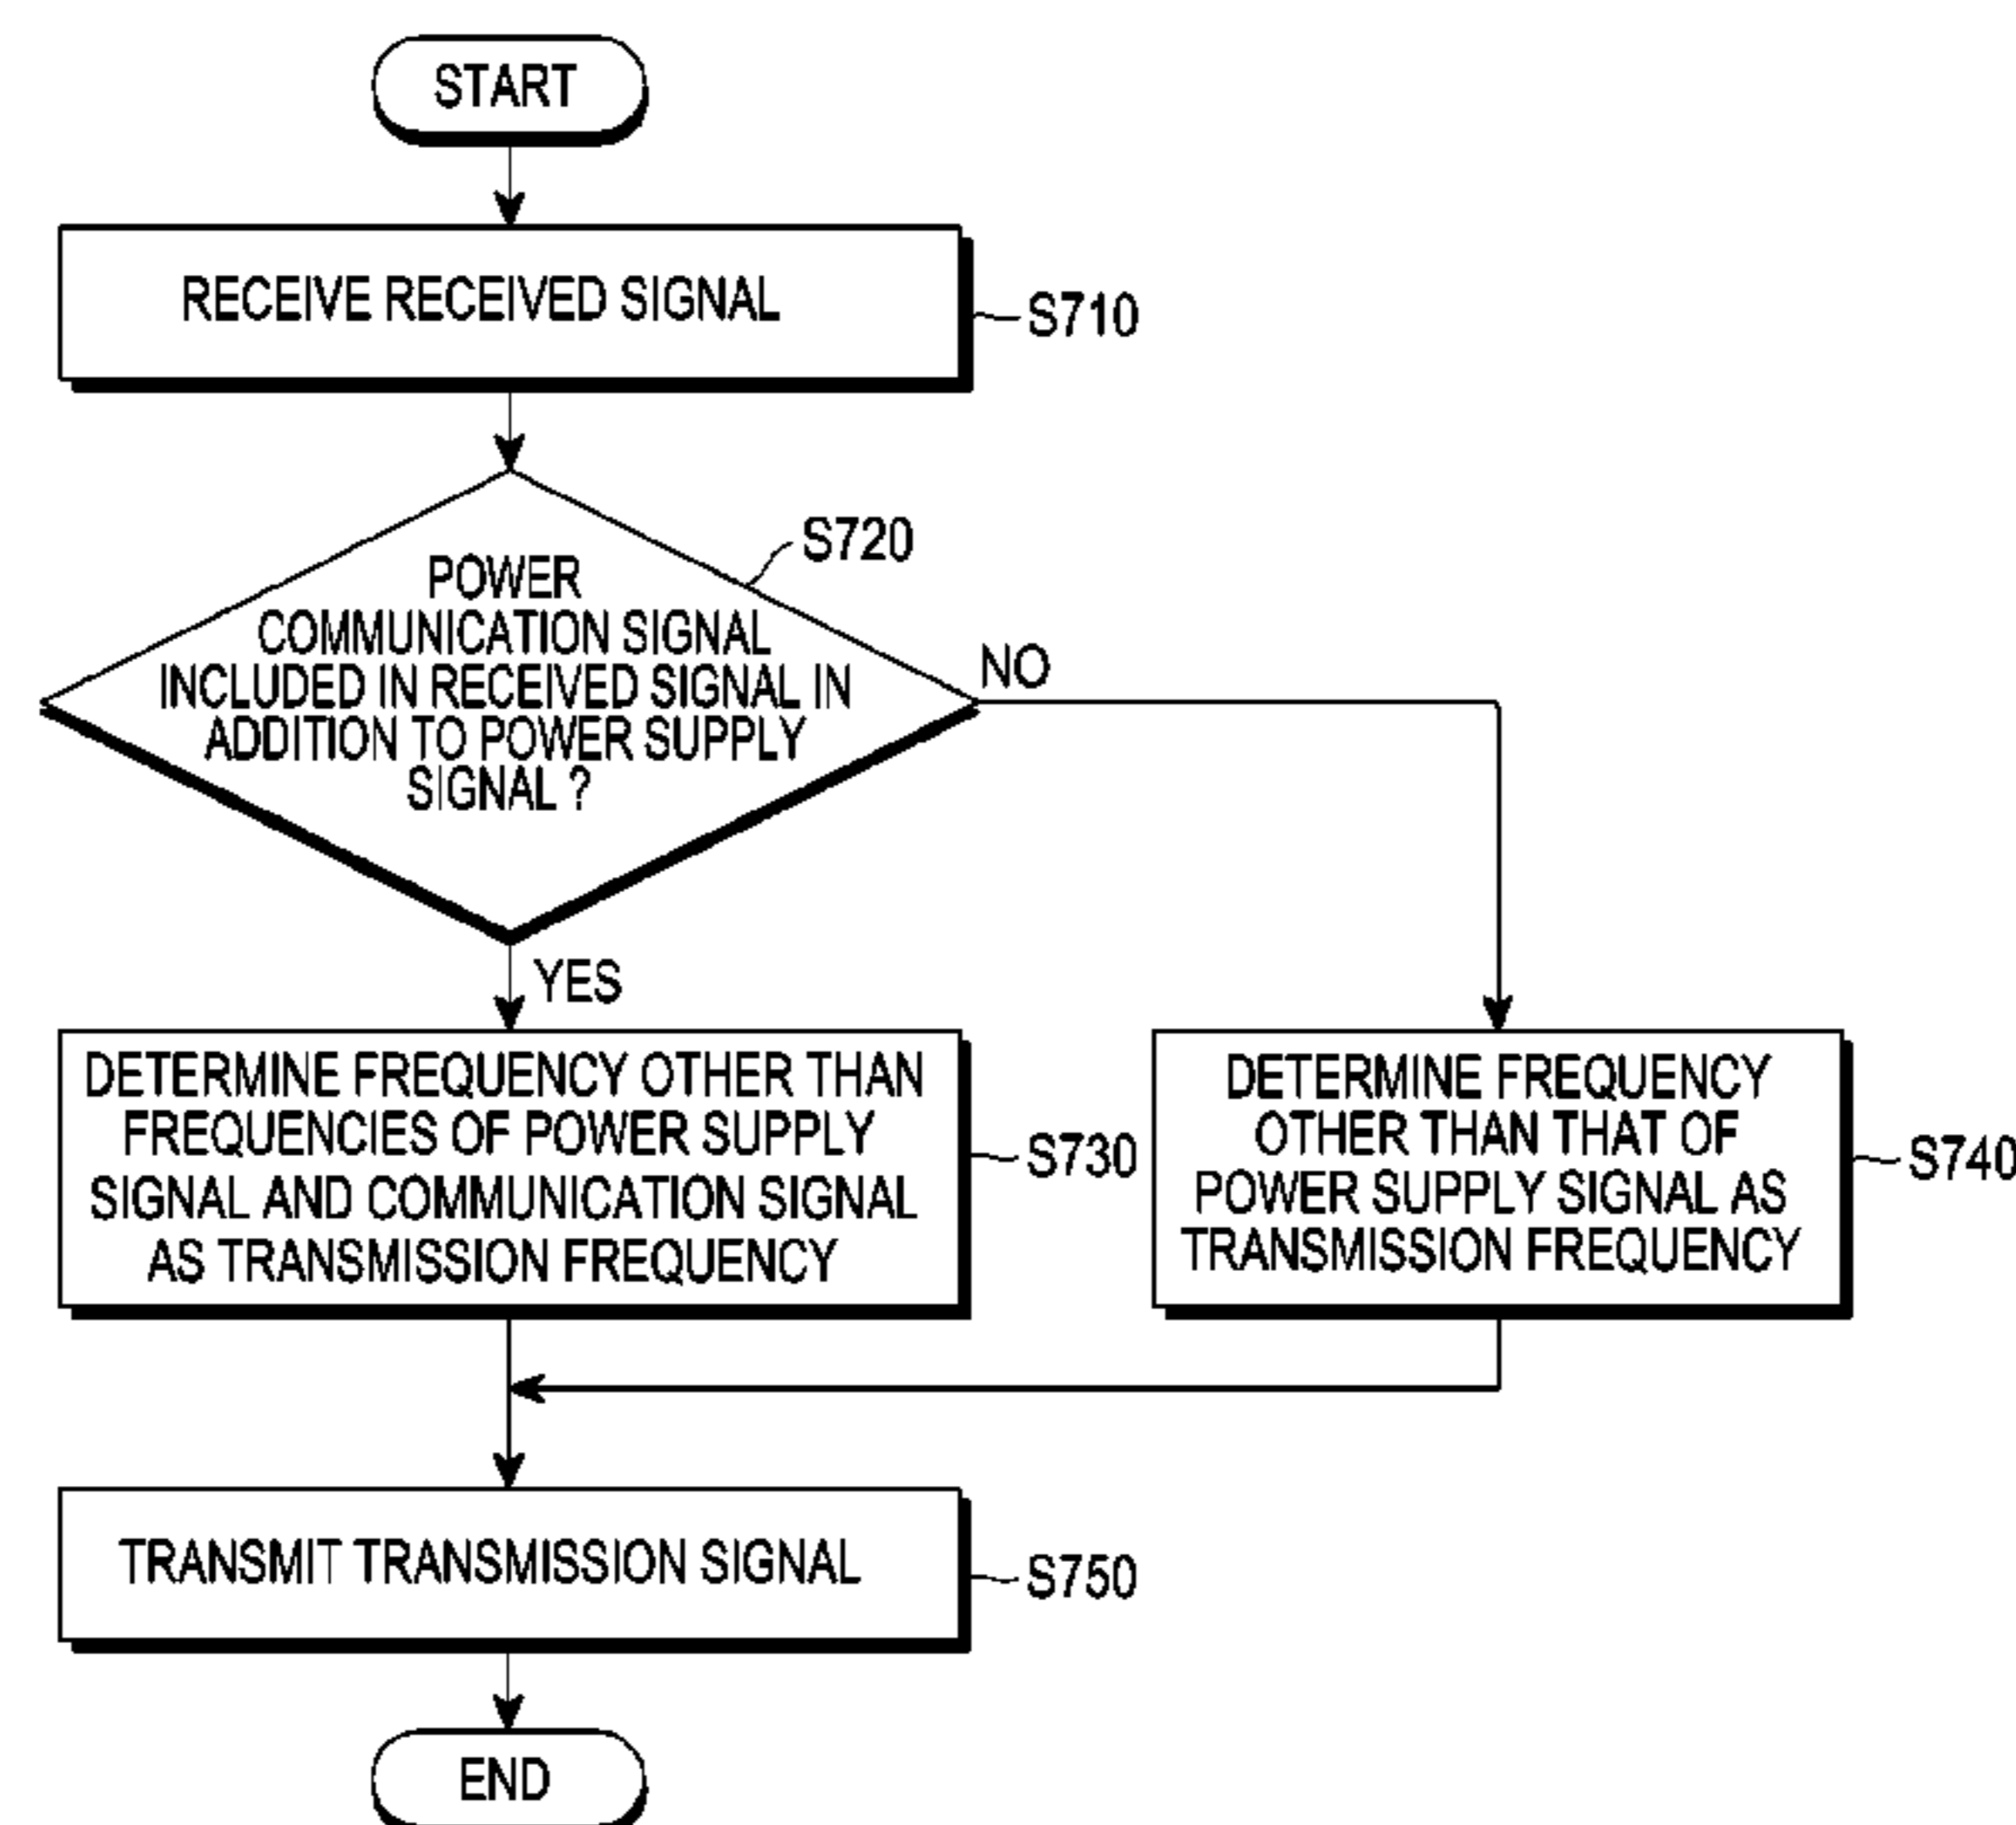 START
RECEIVE RECEIVED SIGNAL
S710
S720
POWER
COMMUNICATION SIGNAL
INCLUDED IN RECEIVED SIGNAL IN
ADDITION TO POWER SUPPLY
SIGNAL ?
NO
YES
DETERMINE FREQUENCY OTHER THAN
FREQUENCIES OF POWER SUPPLY
SIGNAL AND COMMUNICATION SIGNAL
AS TRANSMISSION FREQUENCY
S730
DETERMINE FREQUENCY
OTHER THAN THAT OF
POWER SUPPLY SIGNAL AS
TRANSMISSION FREQUENCY
S740
TRANSMIT TRANSMISSION SIGNAL
S750
END